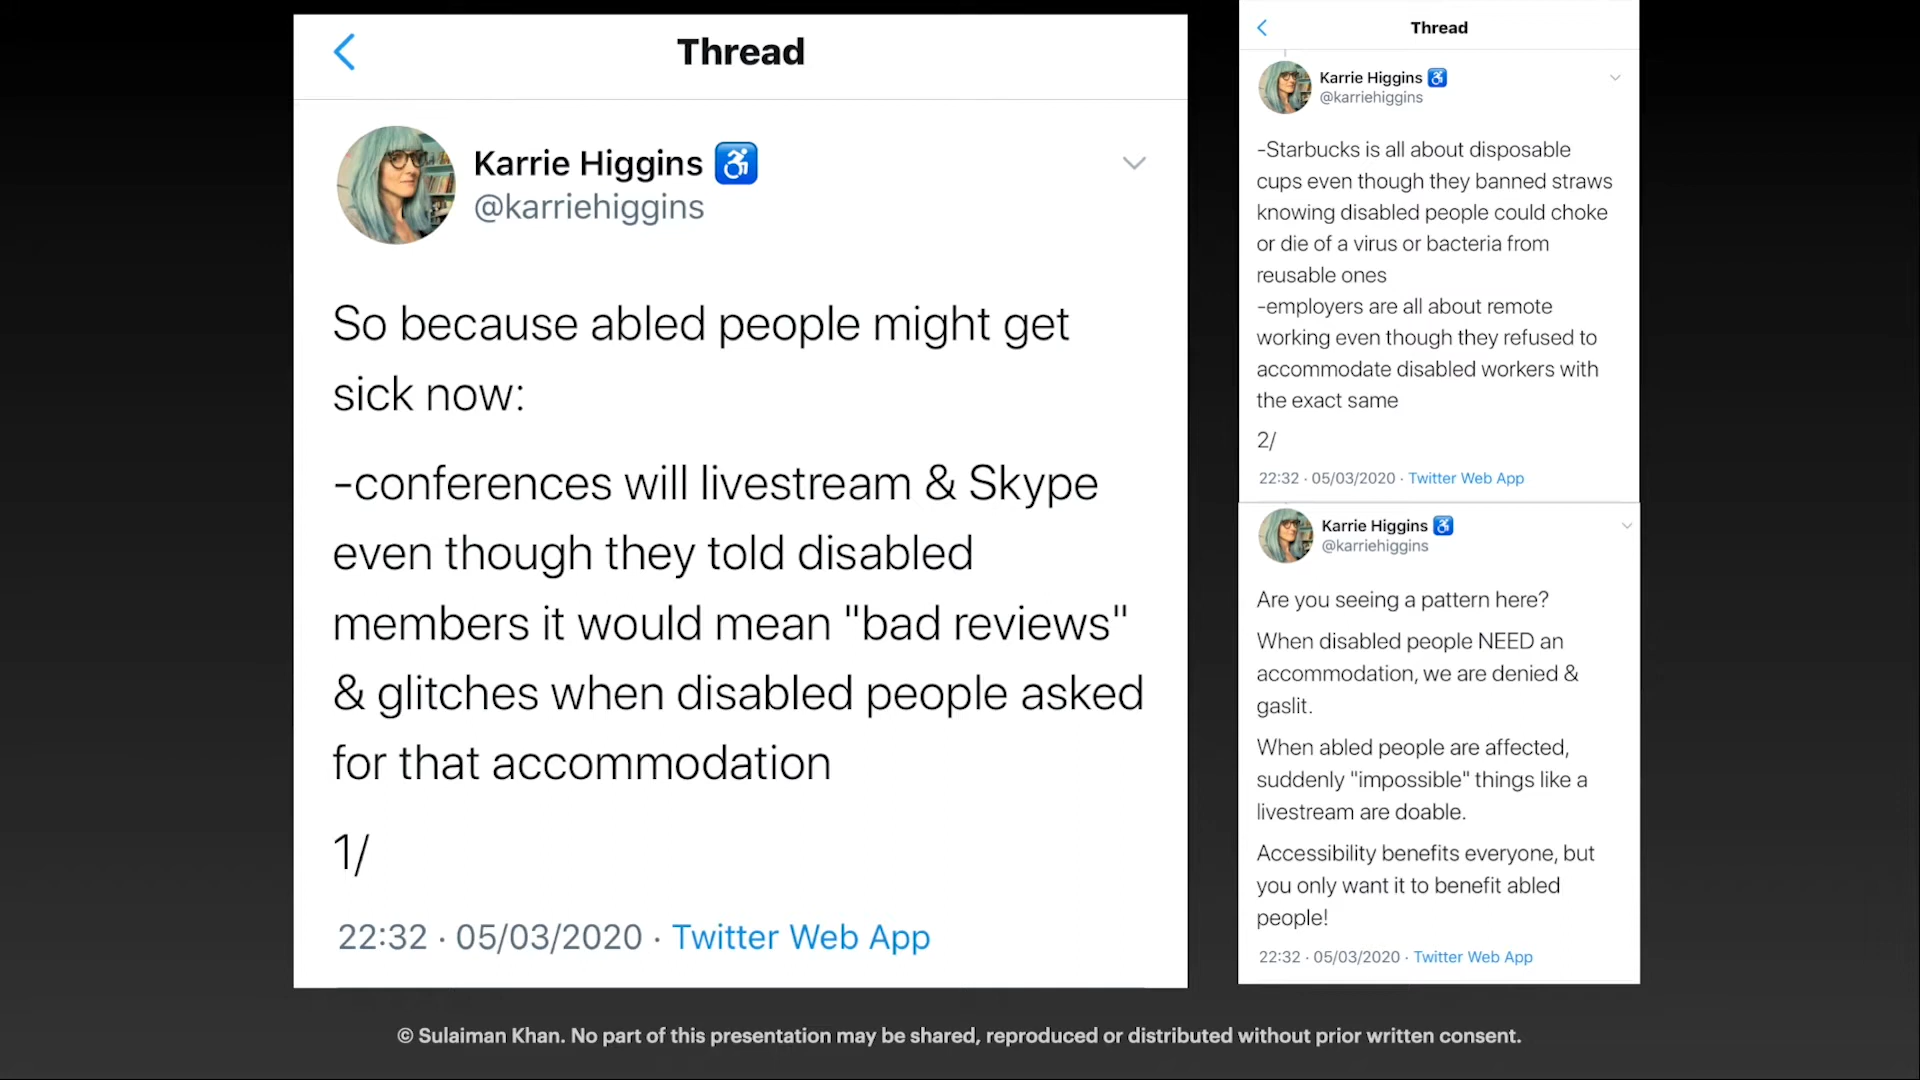 Thread
Karrie Higgins ♿
@karriehiggins
So because abled people might get
sick now:
-conferences will livestream & Skype
even though they told disabled
members it would mean "bad reviews"
& glitches when disabled people asked
for that accommodation
1/
22:32 · 05/03/2020 · Twitter Web App
Thread
Karrie Higgins ♿
@karriehiggins
-Starbucks is all about disposable
cups even though they banned straws
knowing disabled people could choke
or die of a virus or bacteria from
reusable ones
-employers are all about remote
working even though they refused to
accommodate disabled workers with
the exact same
2/
22:32 · 05/03/2020 · Twitter Web App
Karrie Higgins ♿
@karriehiggins
Are you seeing a pattern here?
When disabled people NEED an
accommodation, we are denied &
gaslit.
When abled people are affected,
suddenly "impossible" things like a
livestream are doable.
Accessibility benefits everyone, but
you only want it to benefit abled
people!
22:32 · 05/03/2020 · Twitter Web App
© Sulaiman Khan. No part of this presentation may be shared, reproduced or distributed without prior written consent.